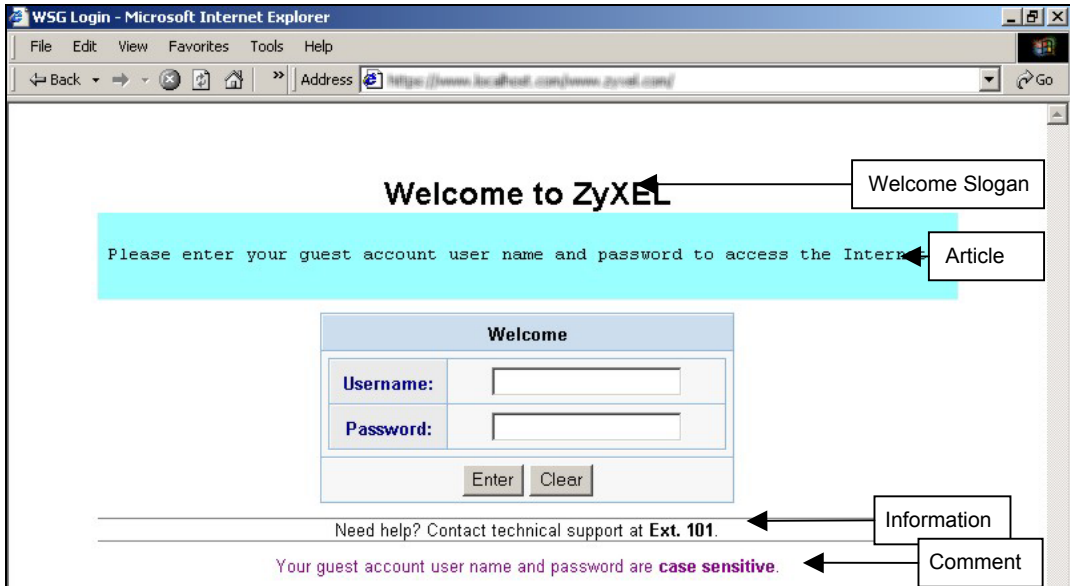 WSG Login - Microsoft Internet Explorer
File Edit View Favorites Tools Help
Back » Address Go
Welcome to ZyXEL
Welcome Slogan
Please enter your guest account user name and password to access the
Article
Welcome
Username:
Password:
Enter Clear
Need help? Contact technical support at Ext. 101.
Information
Your guest account user name and password are case sensitive.
Comment